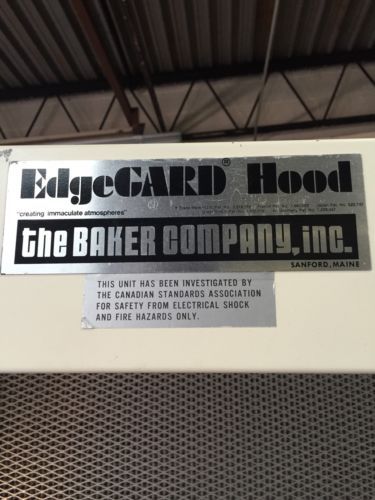 EdgeGARD® Hood
"creating immaculate atmospheres"
the BAKER COMPANY, inc.
SANFORD, MAINE
THIS UNIT HAS BEEN INVESTIGATED BY
THE CANADIAN STANDARDS ASSOCIATION
FOR SAFETY FROM ELECTRICAL SHOCK
AND FIRE HAZARDS ONLY.